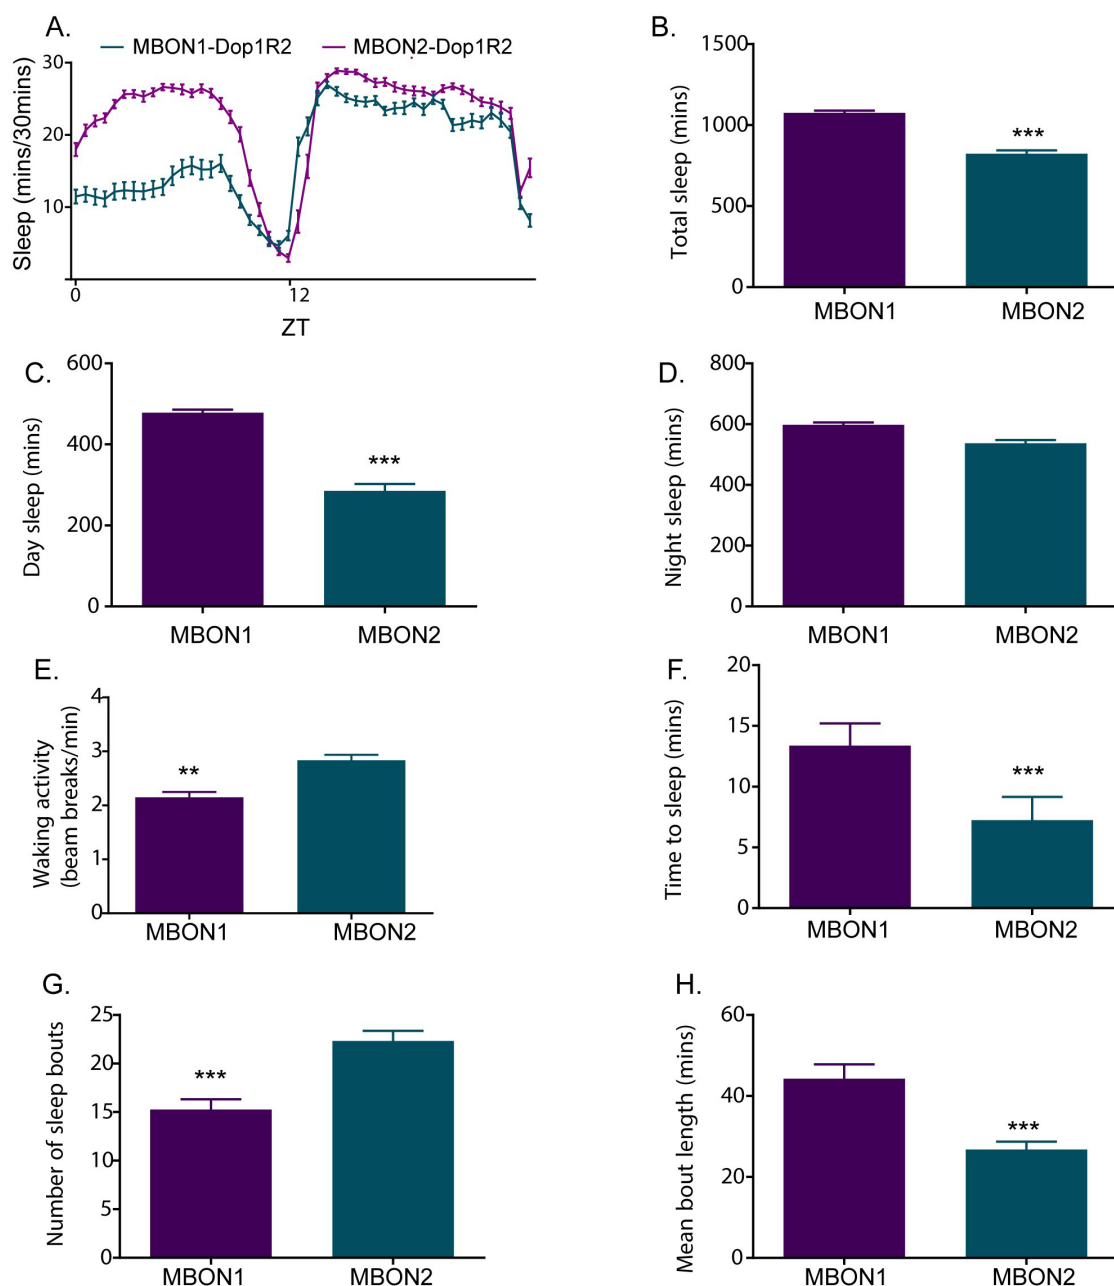 A.
MBON1-Dop1R2 MBON2-Dop1R2
30
20
10
Sleep (mins/30mins)
0 12
ZT
B.
1500
1000
500
0
Total sleep (mins)
***
MBON1 MBON2
C.
600
400
200
0
Day sleep (mins)
***
MBON1 MBON2
D.
800
600
400
200
0
Night sleep (mins)
MBON1 MBON2
E.
4
3
2
1
0
Waking activity
(beam breaks/min)
**
MBON1 MBON2
F.
20
15
10
5
0
Time to sleep (mins)
***
MBON1 MBON2
G.
25
20
15
10
5
0
Number of sleep bouts
***
MBON1 MBON2
H.
60
40
20
0
Mean bout length (mins)
***
MBON1 MBON2